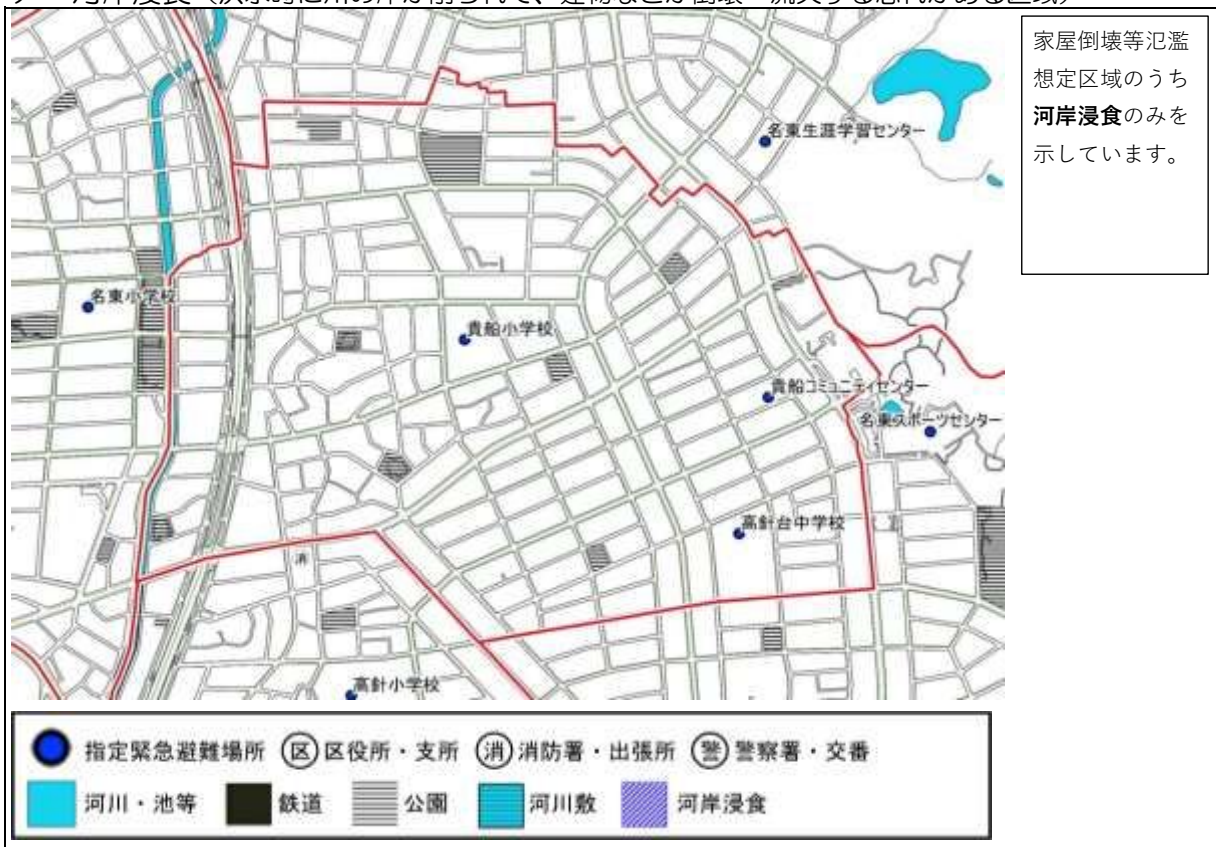 家屋倒壊等氾濫
想定区域のうち
河岸浸食のみを
示しています。
名東生涯学習センター
名東小学校
貴船小学校
貴船コミュニティセンター
名東スポーツセンター
高針台中学校
消
高針小学校
指定緊急避難場所 区 区役所・支所 消 消防署・出張所 警 警察署・交番
河川・池等 鉄道 公園 河川敷 河岸浸食